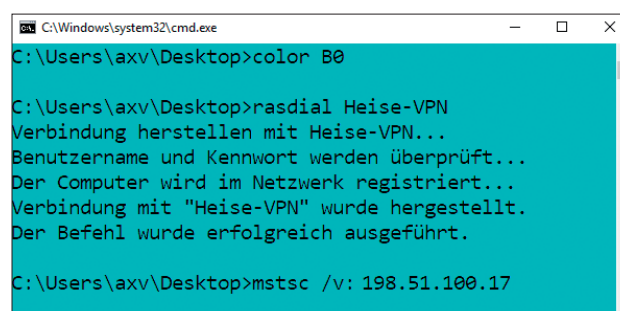 C:\Windows\system32\cmd.exe
C:\Users\axv\Desktop>color B0
C:\Users\axv\Desktop>rasdial Heise-VPN
Verbindung herstellen mit Heise-VPN...
Benutzername und Kennwort werden überprüft...
Der Computer wird im Netzwerk registriert...
Verbindung mit "Heise-VPN" wurde hergestellt.
Der Befehl wurde erfolgreich ausgeführt.
C:\Users\axv\Desktop>mstsc /v: 198.51.100.17